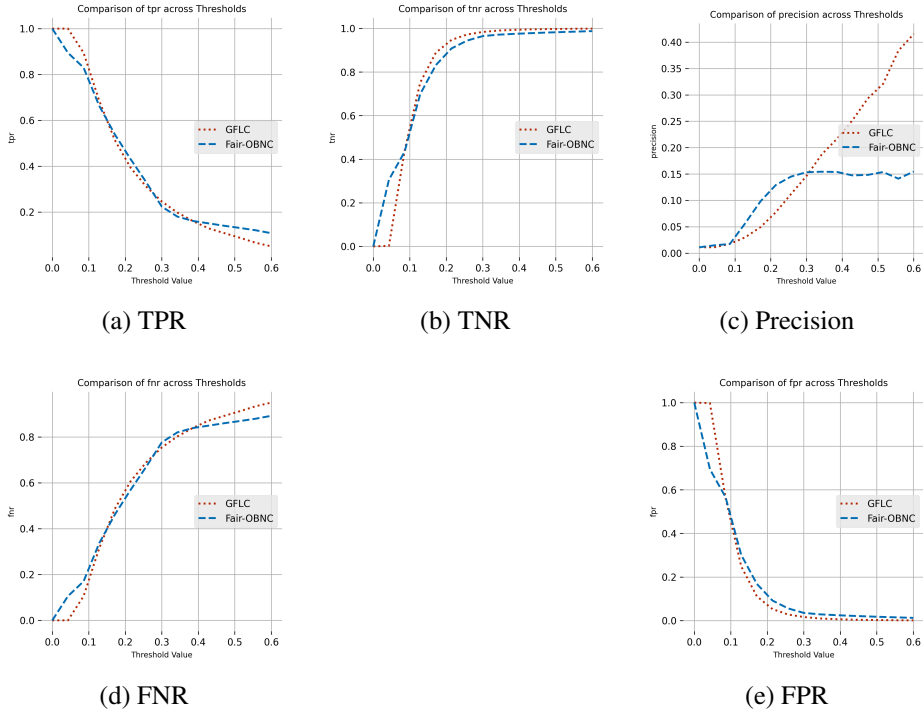 Comparison of tpr across Thresholds
1.0
0.8
0.6
0.4
0.2
tpr
GFLC
Fair-OBNC
0.0 0.1 0.2 0.3 0.4 0.5 0.6
Threshold Value
(a) TPR
Comparison of tnr across Thresholds
1.0
0.8
0.6
0.4
0.2
0.0
tnr
GFLC
Fair-OBNC
0.0 0.1 0.2 0.3 0.4 0.5 0.6
Threshold Value
(b) TNR
Comparison of precision across Thresholds
0.40
0.35
0.30
0.25
0.20
0.15
0.10
0.05
0.00
precision
GFLC
Fair-OBNC
0.0 0.1 0.2 0.3 0.4 0.5 0.6
Threshold Value
(c) Precision
Comparison of fnr across Thresholds
0.8
0.6
0.4
0.2
0.0
fnr
GFLC
Fair-OBNC
0.0 0.1 0.2 0.3 0.4 0.5 0.6
Threshold Value
(d) FNR
Comparison of fpr across Thresholds
1.0
0.8
0.6
0.4
0.2
0.0
fpr
GFLC
Fair-OBNC
0.0 0.1 0.2 0.3 0.4 0.5 0.6
Threshold Value
(e) FPR